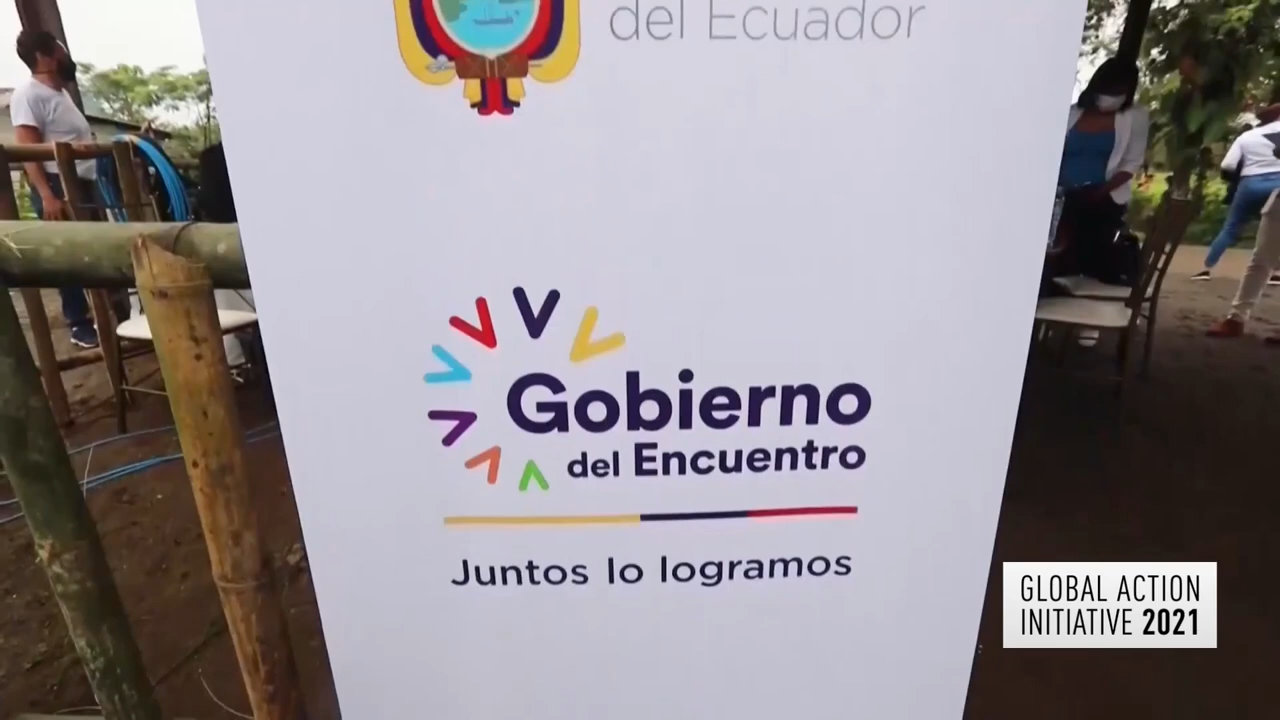 del Ecuador
Gobierno
del Encuentro
Juntos lo logramos
GLOBAL ACTION
INITIATIVE 2021